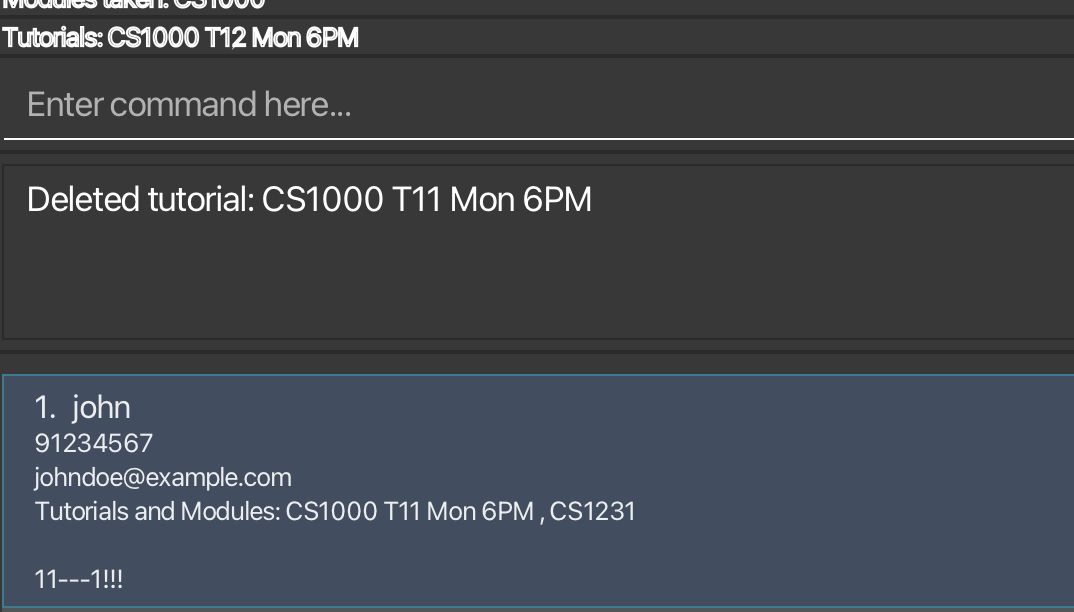 Modules taken: CS1000
Tutorials: CS1000 T12 Mon 6PM
Enter command here...
Deleted tutorial: CS1000 T11 Mon 6PM
1. john
91234567
johndoe@example.com
Tutorials and Modules: CS1000 T11 Mon 6PM , CS1231
11---1!!!